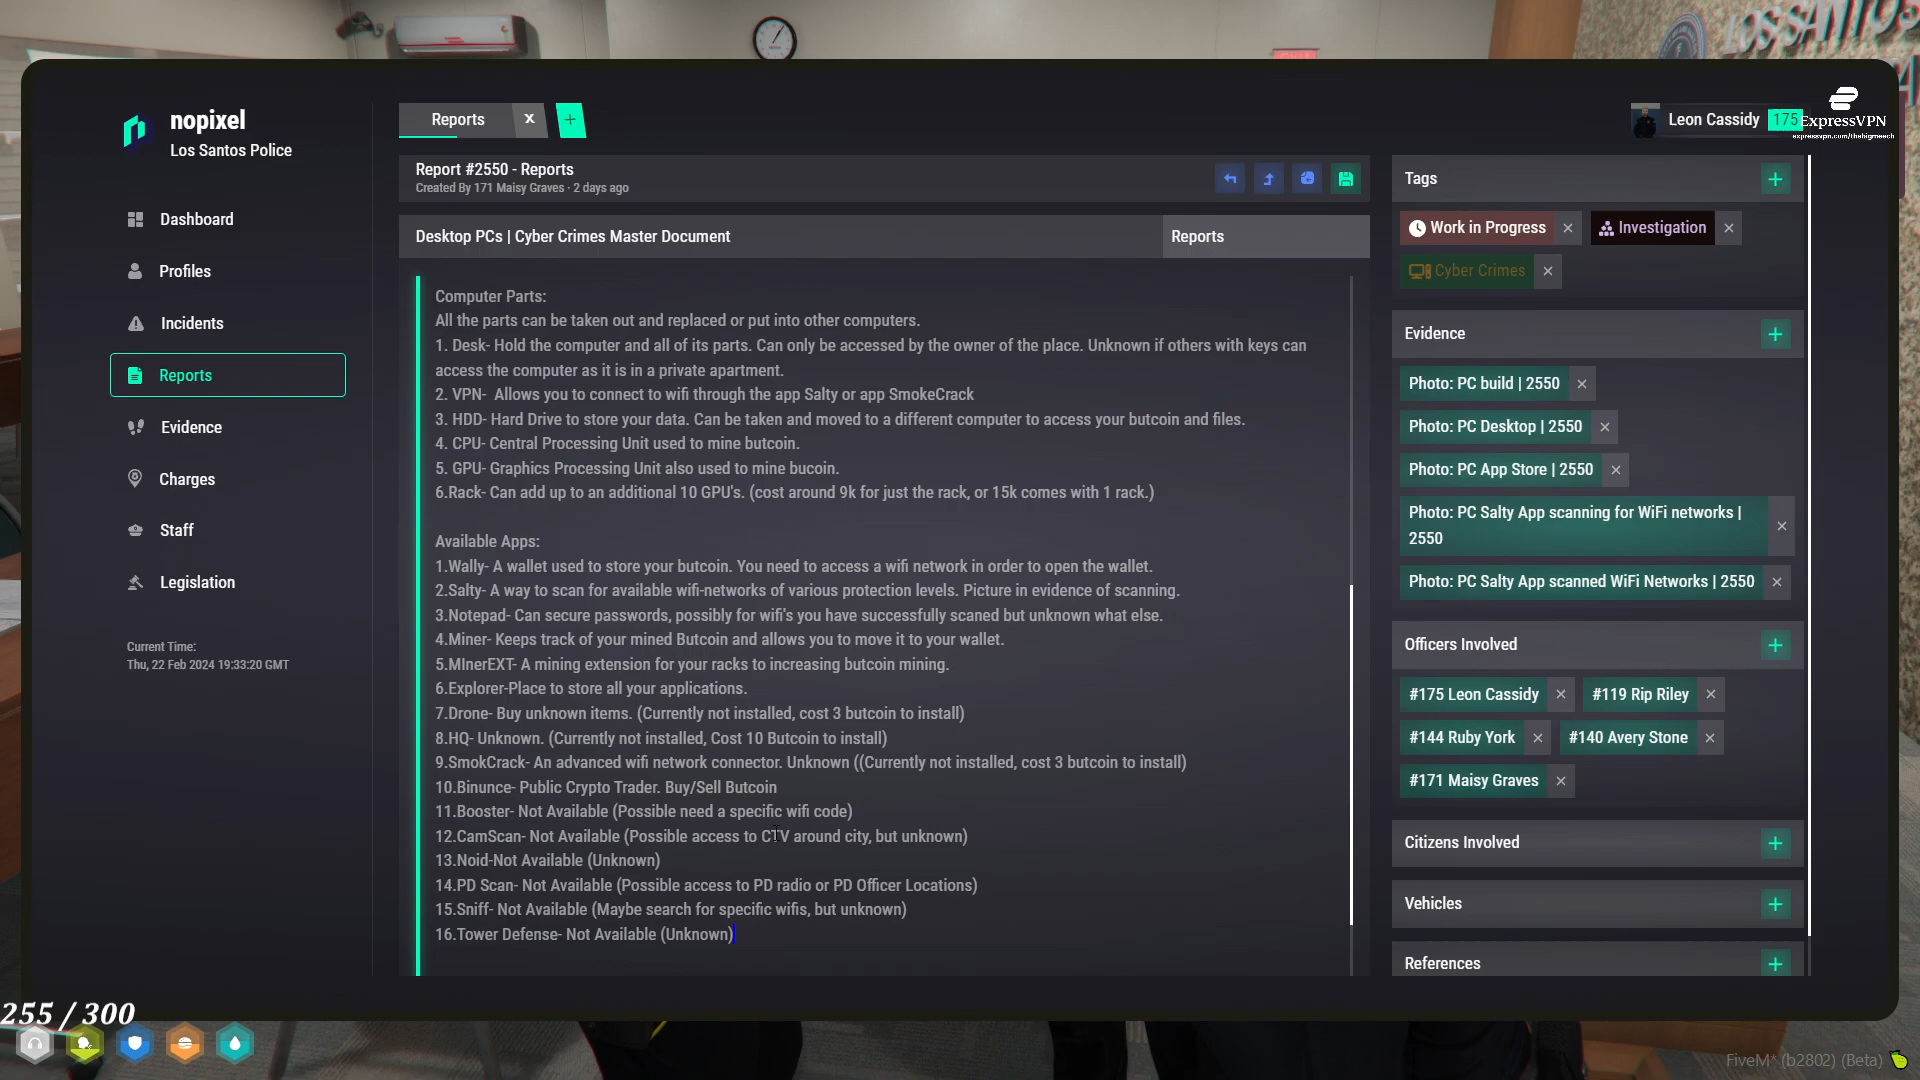 nopixel
Los Santos Police
Dashboard
Profiles
Incidents
Reports
Evidence
Charges
Staff
Legislation
Current Time:
Thu, 22 Feb 2024 19:33:20 GMT
Reports x +
Leon Cassidy 175
ExpressVPN
expressvpn.com/thebigmeech
Report #2550 - Reports
Created By 171 Maisy Graves · 2 days ago
Desktop PCs | Cyber Crimes Master Document
Reports
Computer Parts:
All the parts can be taken out and replaced or put into other computers.
1. Desk- Hold the computer and all of its parts. Can only be accessed by the owner of the place. Unknown if others with keys can
access the computer as it is in a private apartment.
2. VPN- Allows you to connect to wifi through the app Salty or app SmokeCrack
3. HDD- Hard Drive to store your data. Can be taken and moved to a different computer to access your butcoin and files.
4. CPU- Central Processing Unit used to mine butcoin.
5. GPU- Graphics Processing Unit also used to mine bucoin.
6.Rack- Can add up to an additional 10 GPU's. (cost around 9k for just the rack, or 15k comes with 1 rack.)
Available Apps:
1.Wally- A wallet used to store your butcoin. You need to access a wifi network in order to open the wallet.
2.Salty- A way to scan for available wifi-networks of various protection levels. Picture in evidence of scanning.
3.Notepad- Can secure passwords, possibly for wifi's you have successfully scaned but unknown what else.
4.Miner- Keeps track of your mined Butcoin and allows you to move it to your wallet.
5.MInerEXT- A mining extension for your racks to increasing butcoin mining.
6.Explorer-Place to store all your applications.
7.Drone- Buy unknown items. (Currently not installed, cost 3 butcoin to install)
8.HQ- Unknown. (Currently not installed, Cost 10 Butcoin to install)
9.SmokCrack- An advanced wifi network connector. Unknown ((Currently not installed, cost 3 butcoin to install)
10.Binunce- Public Crypto Trader. Buy/Sell Butcoin
11.Booster- Not Available (Possible need a specific wifi code)
12.CamScan- Not Available (Possible access to CTV around city, but unknown)
13.Noid-Not Available (Unknown)
14.PD Scan- Not Available (Possible access to PD radio or PD Officer Locations)
15.Sniff- Not Available (Maybe search for specific wifis, but unknown)
16.Tower Defense- Not Available (Unknown)
Tags
Work in Progress ×
Investigation ×
Cyber Crimes ×
Evidence
Photo: PC build | 2550 ×
Photo: PC Desktop | 2550 ×
Photo: PC App Store | 2550 ×
Photo: PC Salty App scanning for WiFi networks |
2550 ×
Photo: PC Salty App scanned WiFi Networks | 2550 ×
Officers Involved
#175 Leon Cassidy × #119 Rip Riley ×
#144 Ruby York × #140 Avery Stone ×
#171 Maisy Graves ×
Citizens Involved
Vehicles
References
255 / 300
FiveM* (b2802) (Beta)
LOS SANTOS